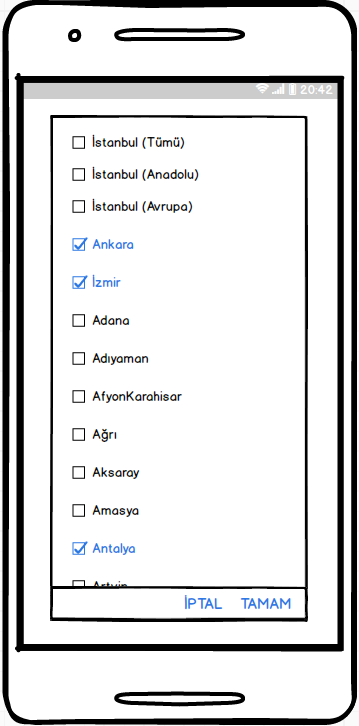 20:42
İstanbul (Tümü)
İstanbul (Anadolu)
İstanbul (Avrupa)
Ankara
İzmir
Adana
Adıyaman
AfyonKarahisar
Ağrı
Aksaray
Amasya
Antalya
Artvin
İPTAL TAMAM